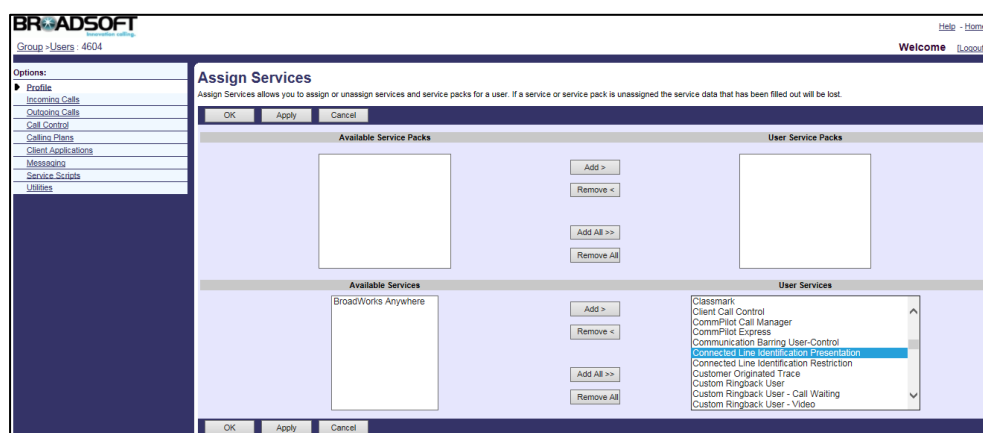 BROADSOFT
Innovation calling.
Help - Home
Group >Users : 4604
Welcome [Logout
Options:
Profile
Incoming Calls
Outgoing Calls
Call Control
Calling Plans
Client Applications
Messaging
Service Scripts
Utilities
Assign Services
Assign Services allows you to assign or unassign services and service packs for a user. If a service or service pack is unassigned the service data that has been filled out will be lost.
OK Apply Cancel
Available Service Packs User Service Packs
Add >
Remove <
Add All >>
Remove All
Available Services User Services
BroadWorks Anywhere
Add >
Remove <
Add All >>
Remove All
Classmark
Client Call Control
CommPilot Call Manager
CommPilot Express
Communication Barring User-Control
Connected Line Identification Presentation
Connected Line Identification Restriction
Customer Originated Trace
Custom Ringback User
Custom Ringback User - Call Waiting
Custom Ringback User - Video
OK Apply Cancel